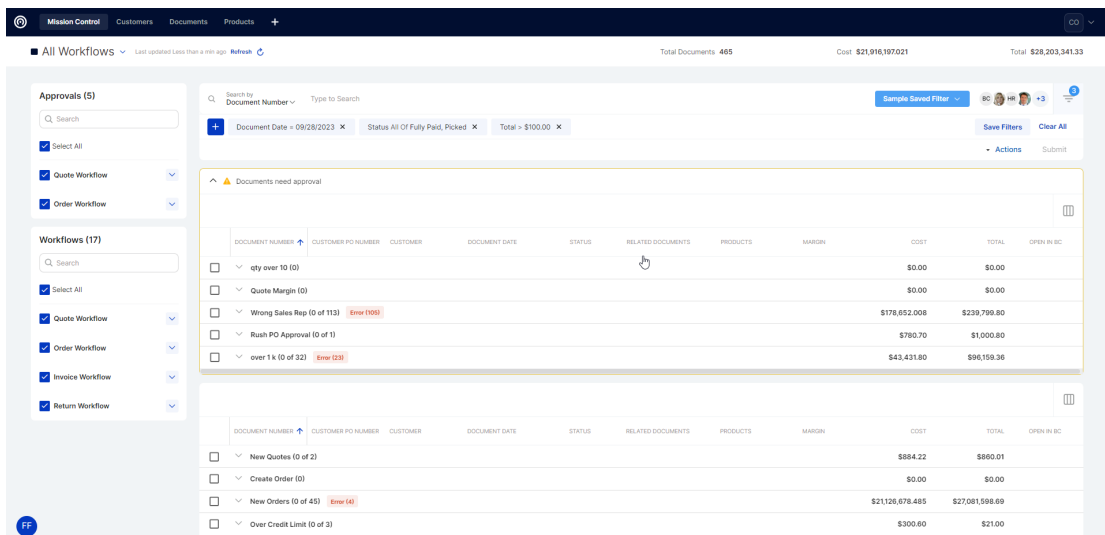 Mission Control Customers Documents Products + CO
All Workflows Last updated Less than a min ago Refresh Total Documents 465 Cost $21,916,197.021 Total $28,203,341.33
Approvals (5)
Search
Select All
Quote Workflow
Order Workflow
Workflows (17)
Search
Select All
Quote Workflow
Order Workflow
Invoice Workflow
Return Workflow
FF
Search by
Document Number Type to Search Sample Saved Filter BC HR +3 3
+ Document Date = 09/28/2023 × Status All Of Fully Paid, Picked × Total > $100.00 × Save Filters Clear All
Actions Submit
Documents need approval
DOCUMENT NUMBER CUSTOMER PO NUMBER CUSTOMER DOCUMENT DATE STATUS RELATED DOCUMENTS PRODUCTS MARGIN COST TOTAL OPEN IN BC
qty over 10 (0) $0.00 $0.00
Quote Margin (0) $0.00 $0.00
Wrong Sales Rep (0 of 113) Error (105) $178,652.008 $239,799.80
Rush PO Approval (0 of 1) $780.70 $1,000.80
over 1 k (0 of 32) Error (23) $43,431.80 $96,159.36
DOCUMENT NUMBER CUSTOMER PO NUMBER CUSTOMER DOCUMENT DATE STATUS RELATED DOCUMENTS PRODUCTS MARGIN COST TOTAL OPEN IN BC
New Quotes (0 of 2) $884.22 $860.01
Create Order (0) $0.00 $0.00
New Orders (0 of 45) Error (4) $21,126,678.485 $27,081,598.69
Over Credit Limit (0 of 3) $300.60 $21.00